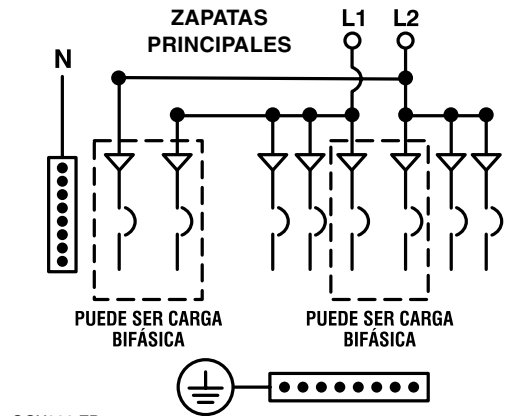 ZAPATAS
PRINCIPALES
L1 L2
N
PUEDE SER CARGA
BIFÁSICA
PUEDE SER CARGA
BIFÁSICA